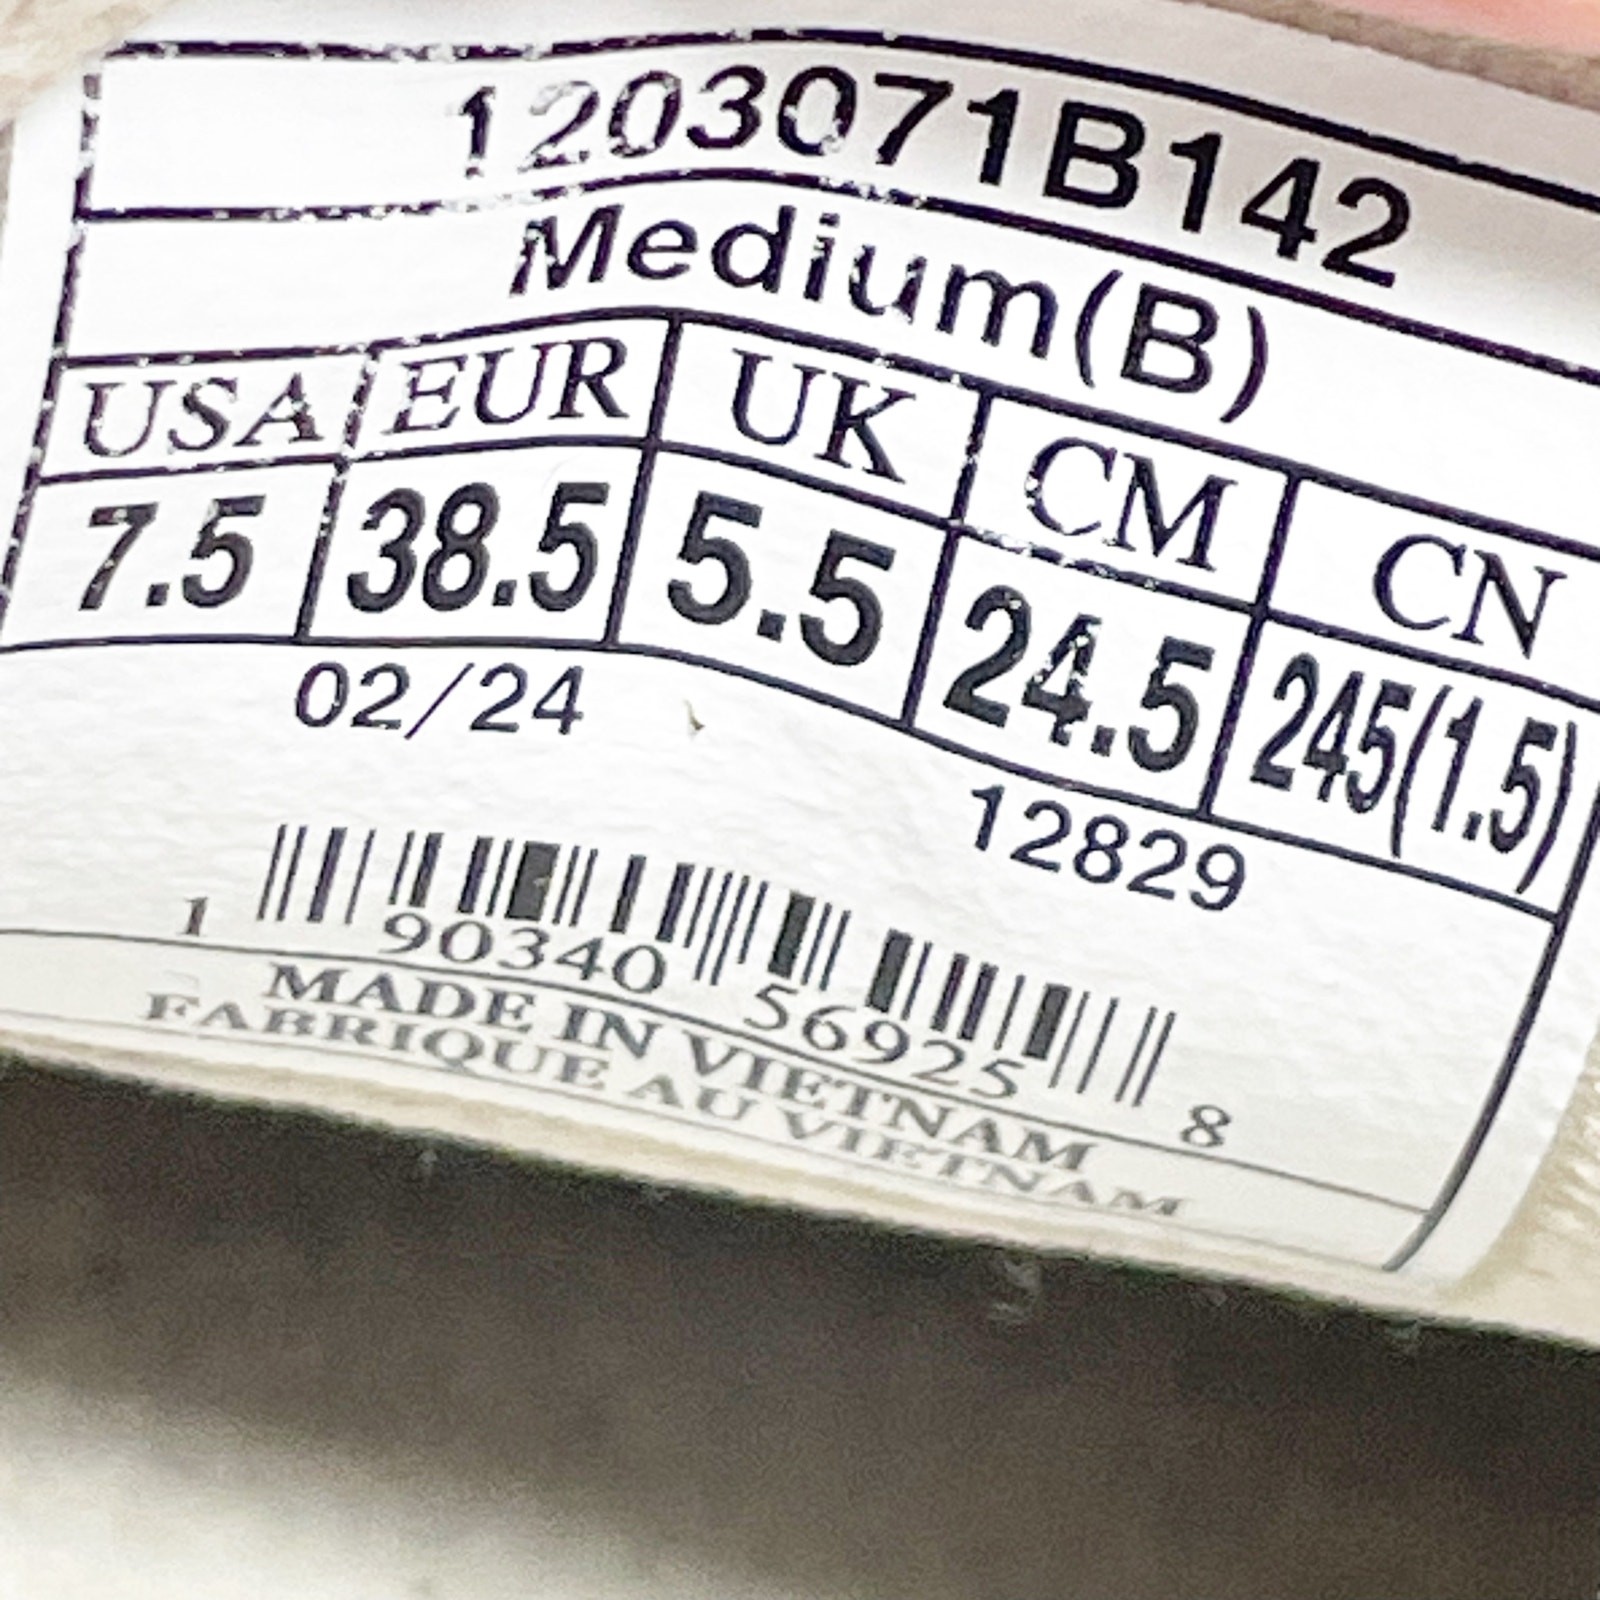 1203071B142
Medium(B)
USA EUR UK CM CN
7.5 38.5 5.5 24.5 245(1.5)
02/24 12829
1 90340 56925 8
MADE IN VIETNAM
FABRIQUE AU VIETNAM